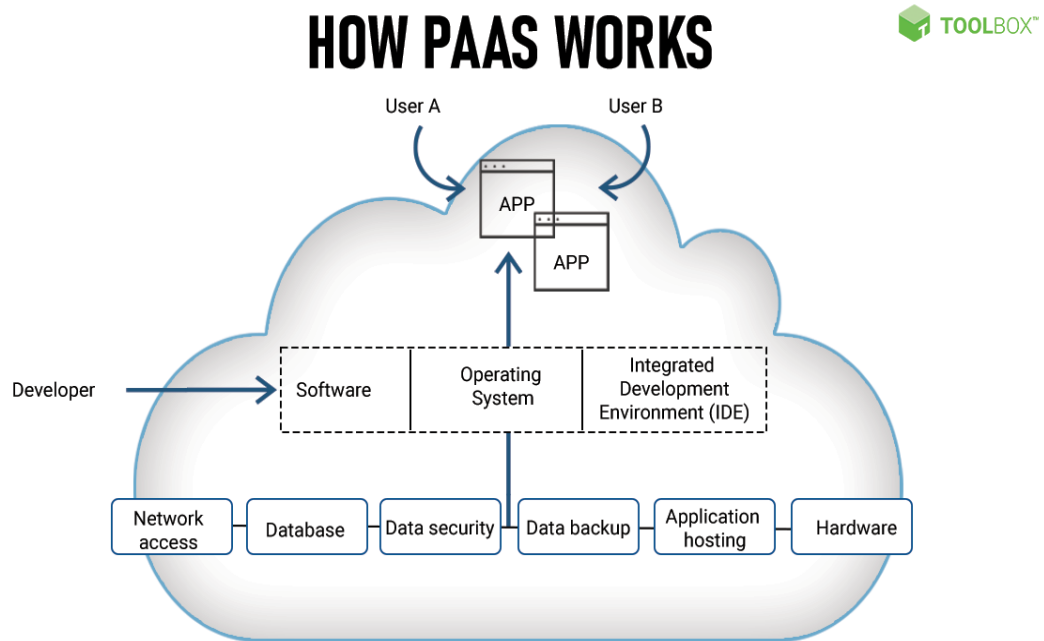 HOW PAAS WORKS
TOOLBOX™
User A
User B
APP
APP
Developer
Software
Operating
System
Integrated
Development
Environment (IDE)
Network
access
Database
Data security
Data backup
Application
hosting
Hardware